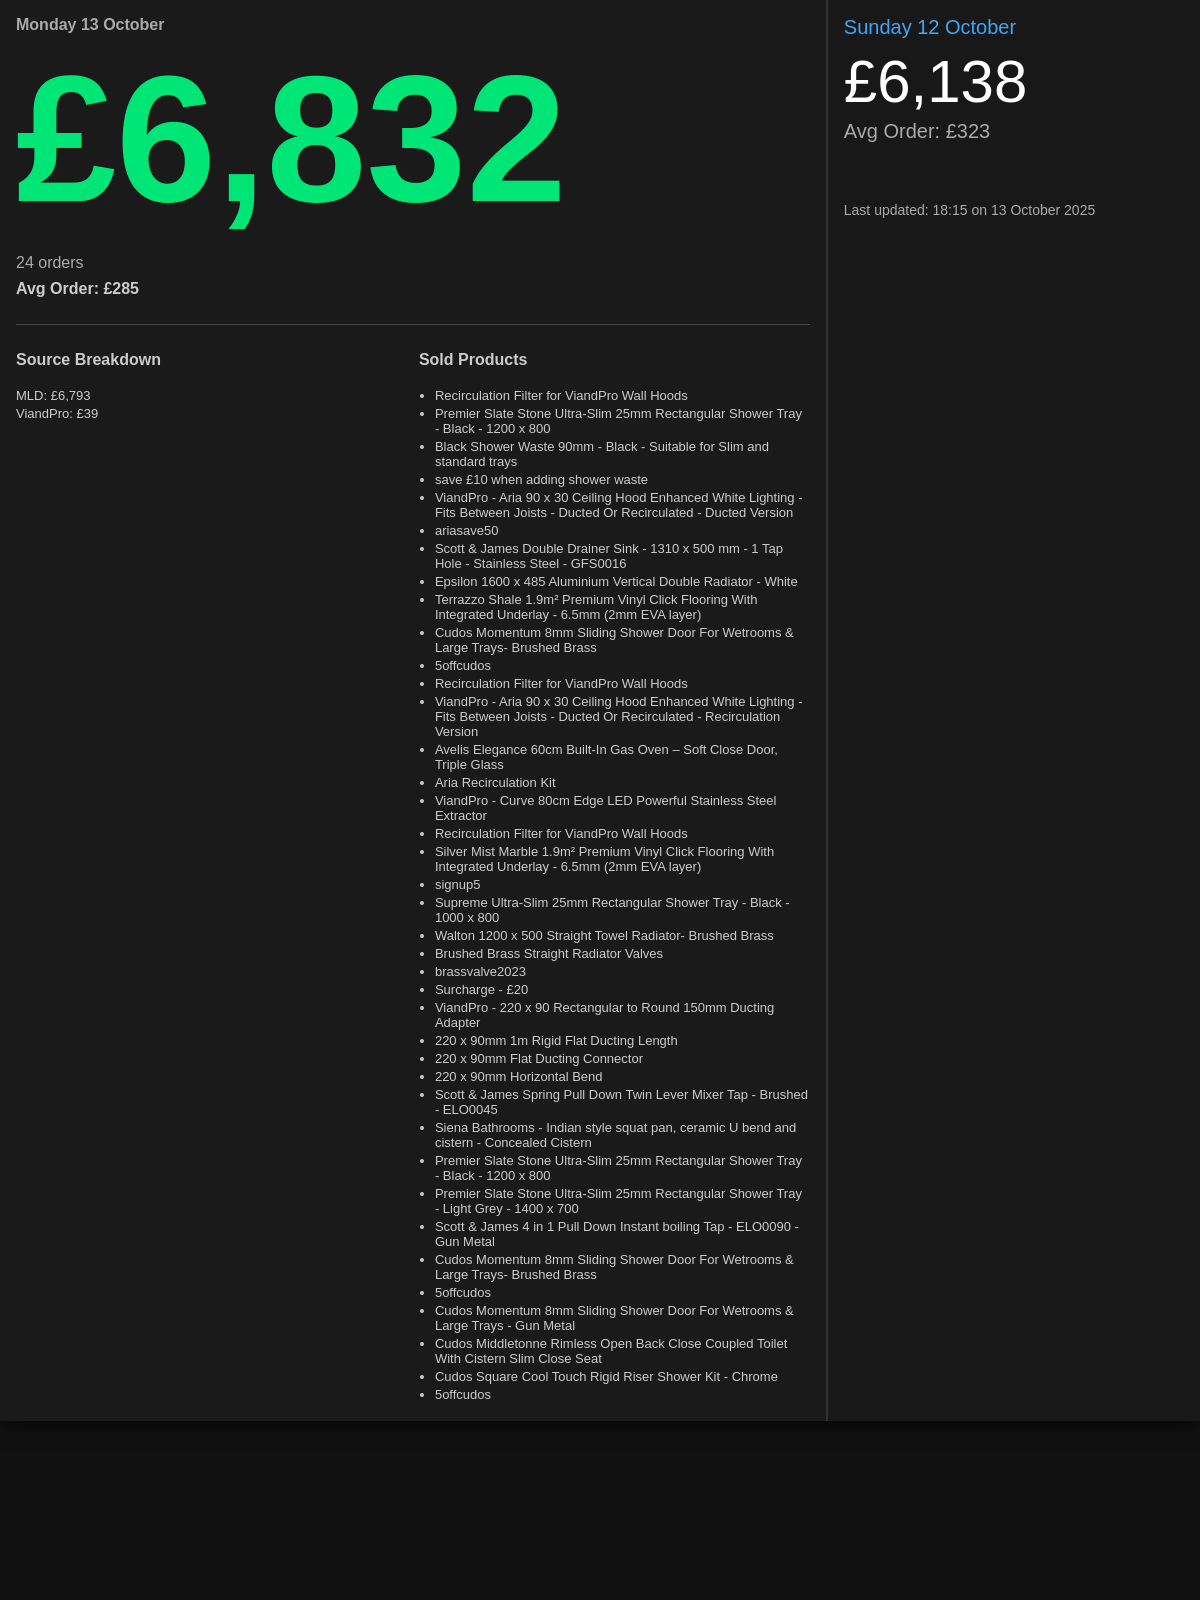 Monday 13 October
£6,832
24 orders
Avg Order: £285
Source Breakdown
MLD: £6,793
ViandPro: £39
Sold Products
Recirculation Filter for ViandPro Wall Hoods
Premier Slate Stone Ultra-Slim 25mm Rectangular Shower Tray
- Black - 1200 x 800
Black Shower Waste 90mm - Black - Suitable for Slim and
standard trays
save £10 when adding shower waste
ViandPro - Aria 90 x 30 Ceiling Hood Enhanced White Lighting -
Fits Between Joists - Ducted Or Recirculated - Ducted Version
ariasave50
Scott & James Double Drainer Sink - 1310 x 500 mm - 1 Tap
Hole - Stainless Steel - GFS0016
Epsilon 1600 x 485 Aluminium Vertical Double Radiator - White
Terrazzo Shale 1.9m² Premium Vinyl Click Flooring With
Integrated Underlay - 6.5mm (2mm EVA layer)
Cudos Momentum 8mm Sliding Shower Door For Wetrooms &
Large Trays- Brushed Brass
5offcudos
Recirculation Filter for ViandPro Wall Hoods
ViandPro - Aria 90 x 30 Ceiling Hood Enhanced White Lighting -
Fits Between Joists - Ducted Or Recirculated - Recirculation
Version
Avelis Elegance 60cm Built-In Gas Oven – Soft Close Door,
Triple Glass
Aria Recirculation Kit
ViandPro - Curve 80cm Edge LED Powerful Stainless Steel
Extractor
Recirculation Filter for ViandPro Wall Hoods
Silver Mist Marble 1.9m² Premium Vinyl Click Flooring With
Integrated Underlay - 6.5mm (2mm EVA layer)
signup5
Supreme Ultra-Slim 25mm Rectangular Shower Tray - Black -
1000 x 800
Walton 1200 x 500 Straight Towel Radiator- Brushed Brass
Brushed Brass Straight Radiator Valves
brassvalve2023
Surcharge - £20
ViandPro - 220 x 90 Rectangular to Round 150mm Ducting
Adapter
220 x 90mm 1m Rigid Flat Ducting Length
220 x 90mm Flat Ducting Connector
220 x 90mm Horizontal Bend
Scott & James Spring Pull Down Twin Lever Mixer Tap - Brushed
- ELO0045
Siena Bathrooms - Indian style squat pan, ceramic U bend and
cistern - Concealed Cistern
Premier Slate Stone Ultra-Slim 25mm Rectangular Shower Tray
- Black - 1200 x 800
Premier Slate Stone Ultra-Slim 25mm Rectangular Shower Tray
- Light Grey - 1400 x 700
Scott & James 4 in 1 Pull Down Instant boiling Tap - ELO0090 -
Gun Metal
Cudos Momentum 8mm Sliding Shower Door For Wetrooms &
Large Trays- Brushed Brass
5offcudos
Cudos Momentum 8mm Sliding Shower Door For Wetrooms &
Large Trays - Gun Metal
Cudos Middletonne Rimless Open Back Close Coupled Toilet
With Cistern Slim Close Seat
Cudos Square Cool Touch Rigid Riser Shower Kit - Chrome
5offcudos
Sunday 12 October
£6,138
Avg Order: £323
Last updated: 18:15 on 13 October 2025